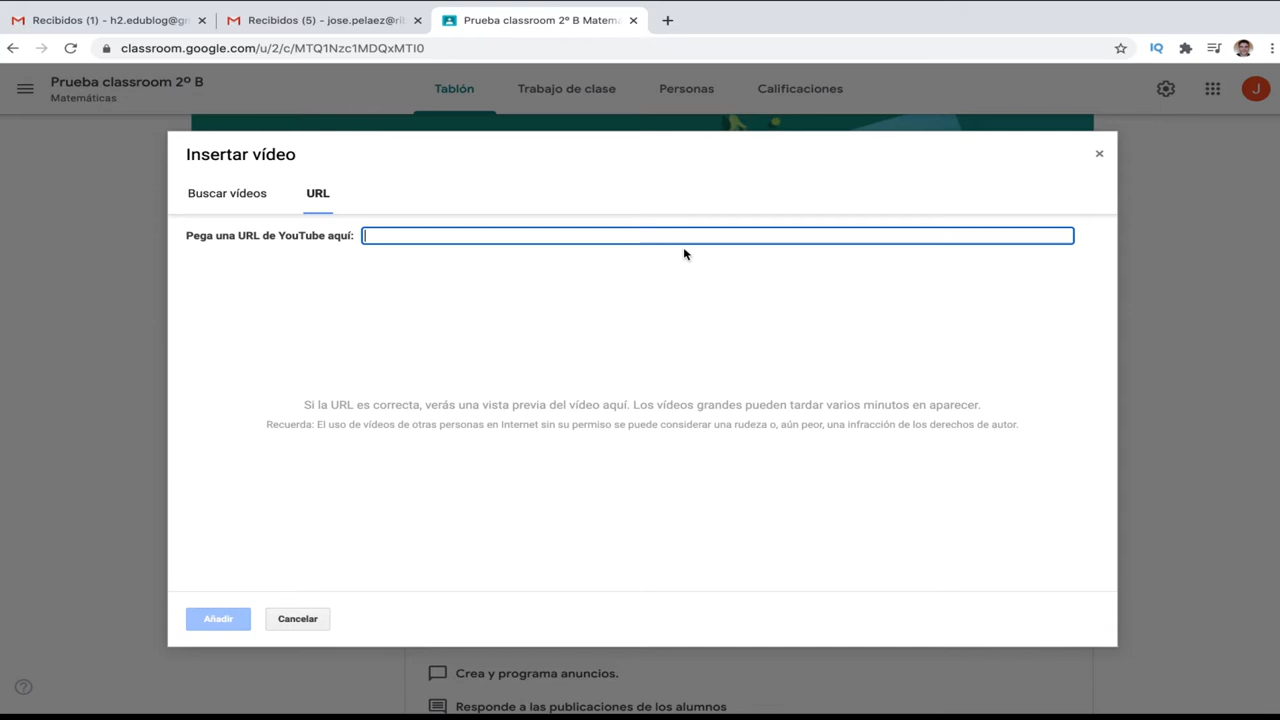 Recibidos (1) - h2.edublog@gm
Recibidos (5) - jose.pelaez@rib
Prueba classroom 2º B Matem
classroom.google.com/u/2/c/MTQ1Nzc1MDQxMTI0
IQ
Prueba classroom 2º B
Matemáticas
Tablón
Trabajo de clase
Personas
Calificaciones
J
Insertar vídeo
Buscar vídeos
URL
Pega una URL de YouTube aquí:
Si la URL es correcta, verás una vista previa del vídeo aquí. Los vídeos grandes pueden tardar varios minutos en aparecer.
Recuerda: El uso de vídeos de otras personas en Internet sin su permiso se puede considerar una rudeza o, aún peor, una infracción de los derechos de autor.
Añadir
Cancelar
Crea y programa anuncios.
Responde a las publicaciones de los alumnos